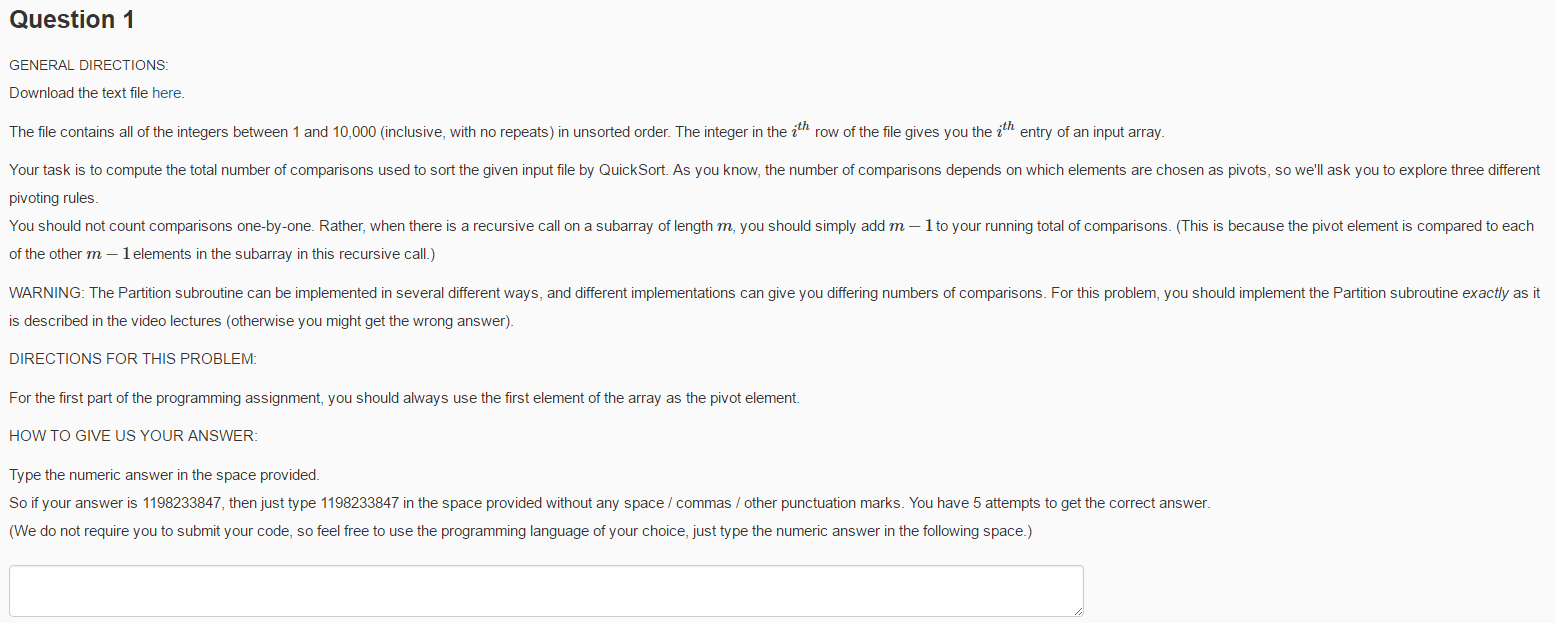 Question 1
GENERAL DIRECTIONS:
Download the text file here.
The file contains all of the integers between 1 and 10,000 (inclusive, with no repeats) in unsorted order. The integer in the i^th row of the file gives you the i^th entry of an input array.
Your task is to compute the total number of comparisons used to sort the given input file by QuickSort. As you know, the number of comparisons depends on which elements are chosen as pivots, so we'll ask you to explore three different
pivoting rules.
You should not count comparisons one-by-one. Rather, when there is a recursive call on a subarray of length m, you should simply add m − 1 to your running total of comparisons. (This is because the pivot element is compared to each
of the other m − 1 elements in the subarray in this recursive call.)
WARNING: The Partition subroutine can be implemented in several different ways, and different implementations can give you differing numbers of comparisons. For this problem, you should implement the Partition subroutine exactly as it
is described in the video lectures (otherwise you might get the wrong answer).
DIRECTIONS FOR THIS PROBLEM:
For the first part of the programming assignment, you should always use the first element of the array as the pivot element.
HOW TO GIVE US YOUR ANSWER:
Type the numeric answer in the space provided.
So if your answer is 1198233847, then just type 1198233847 in the space provided without any space / commas / other punctuation marks. You have 5 attempts to get the correct answer.
(We do not require you to submit your code, so feel free to use the programming language of your choice, just type the numeric answer in the following space.)